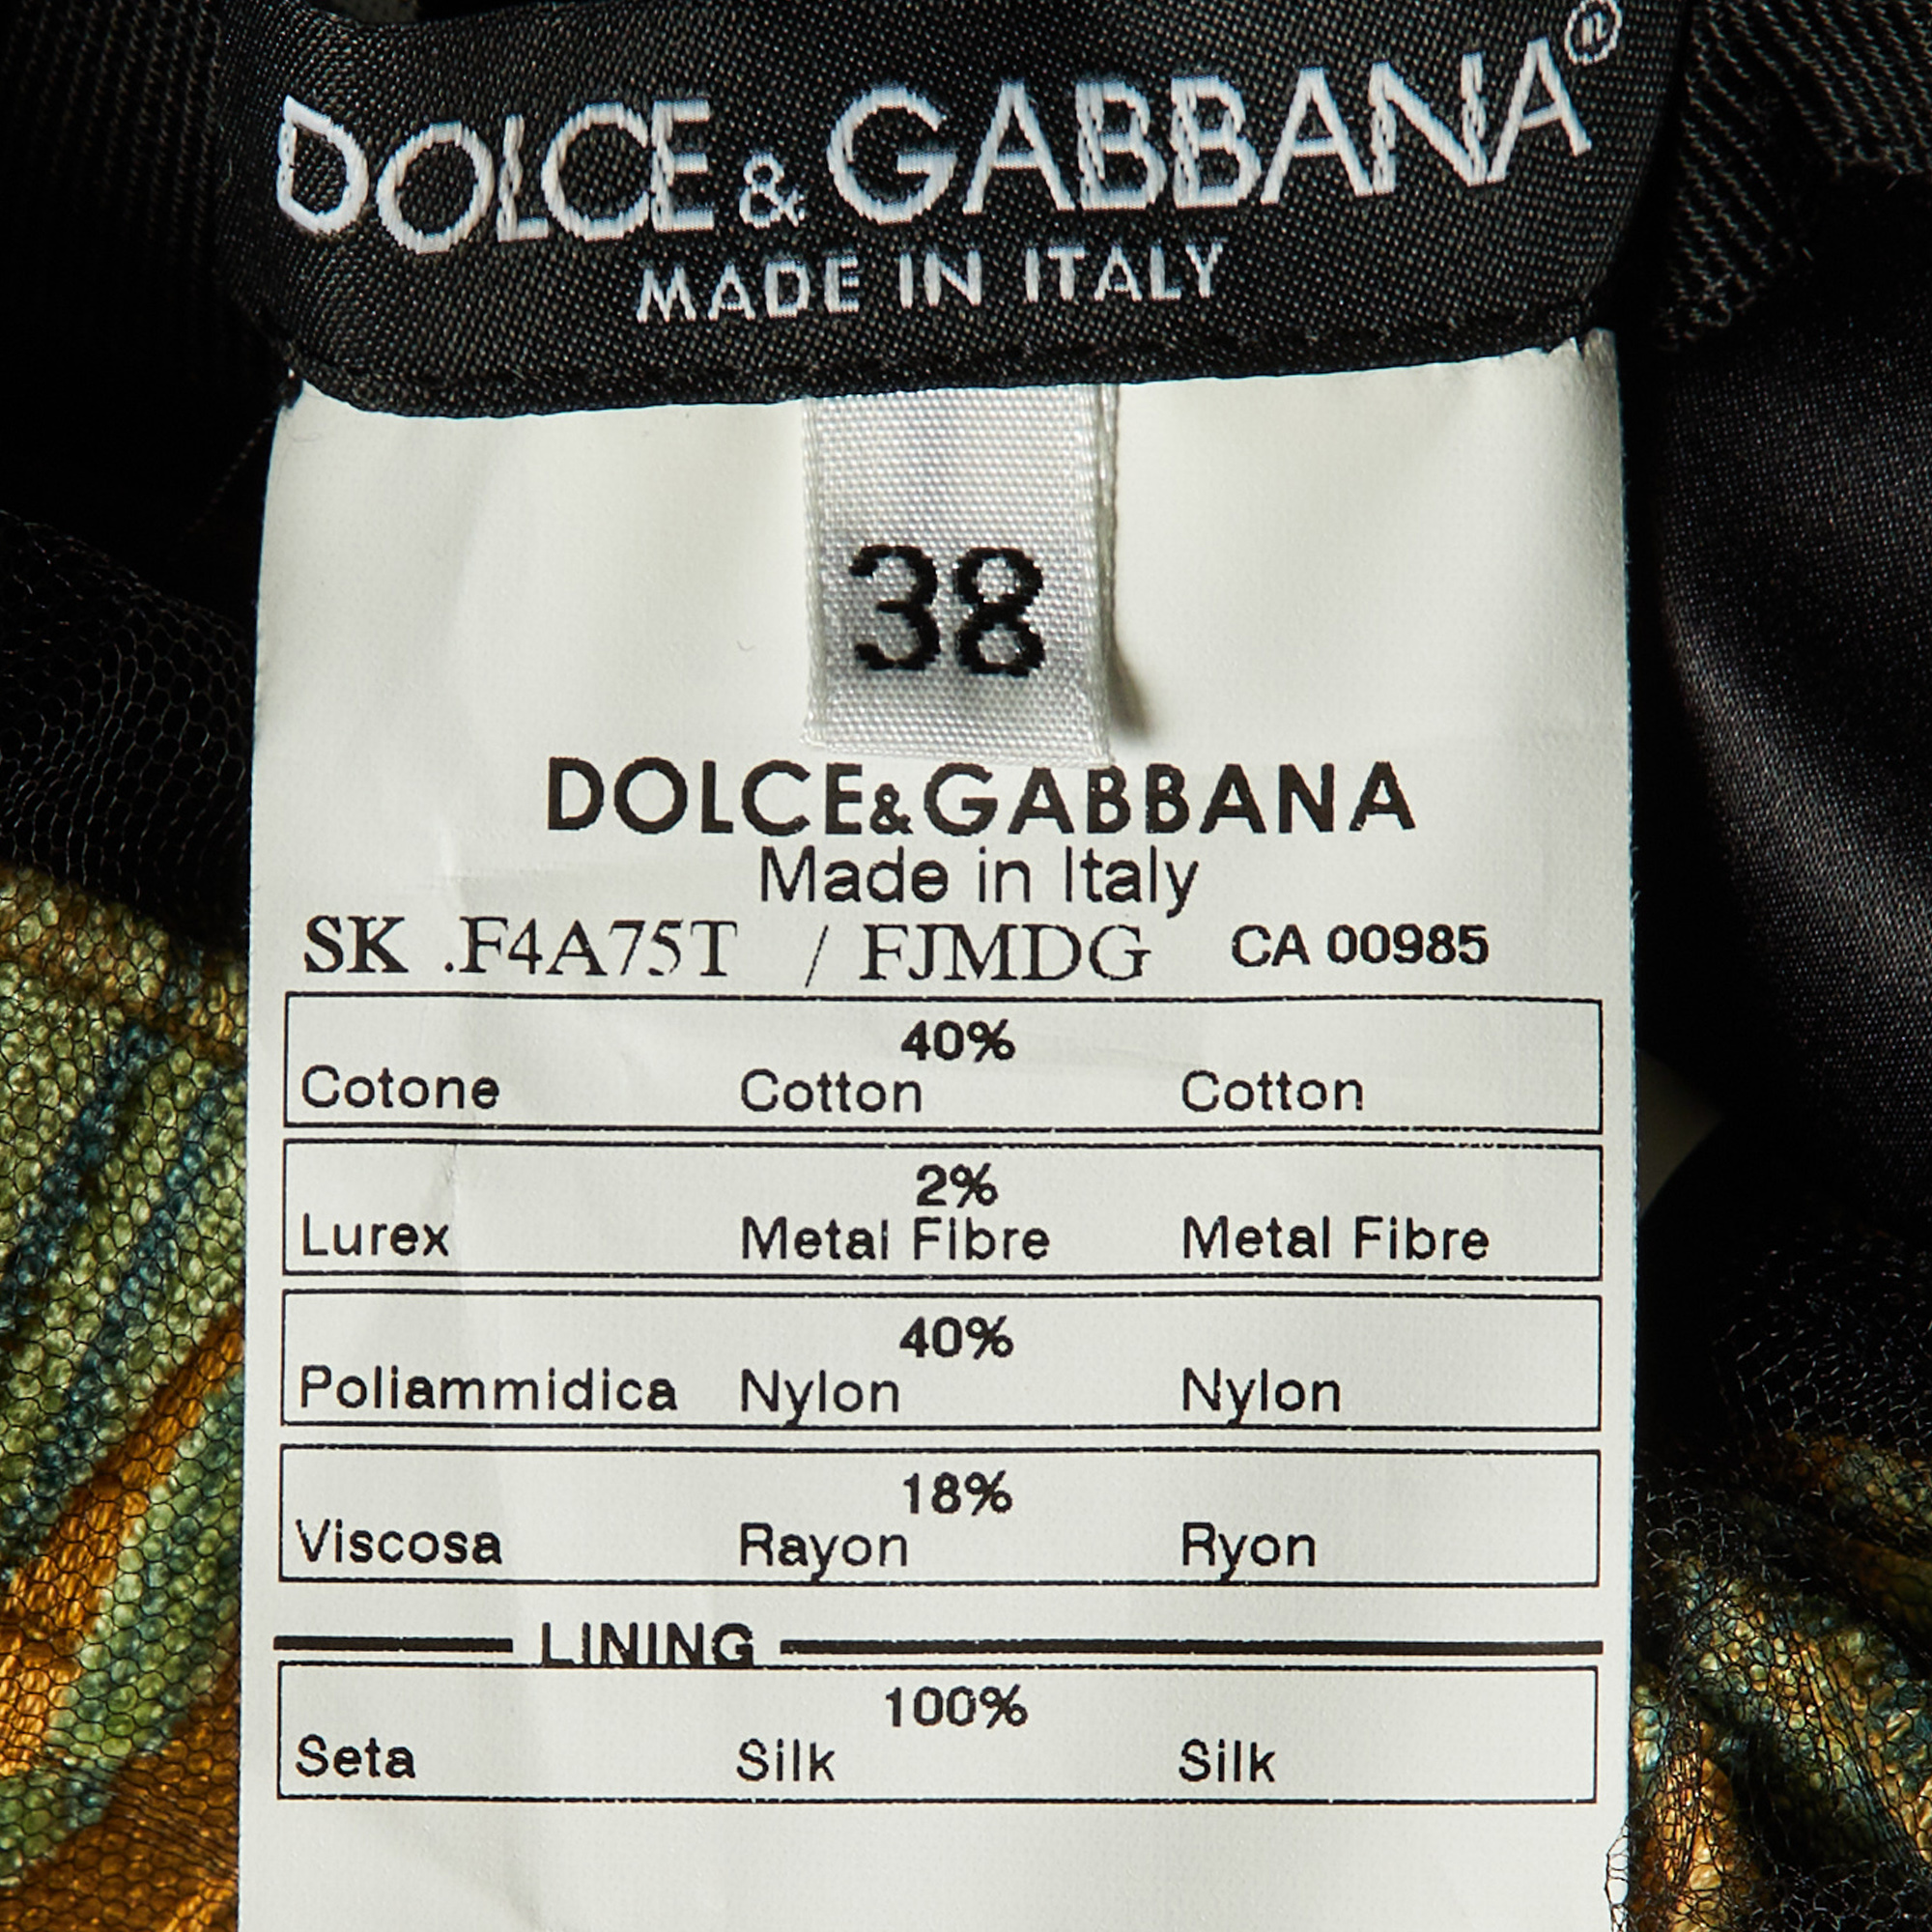 DOLCE & GABBANA®
MADE IN ITALY
38
DOLCE&GABBANA
Made in Italy
SK .F4A75T / FJMDG CA 00985
40%
Cotone Cotton Cotton
2%
Lurex Metal Fibre Metal Fibre
40%
Poliammidica Nylon Nylon
18%
Viscosa Rayon Ryon
LINING
100%
Seta Silk Silk